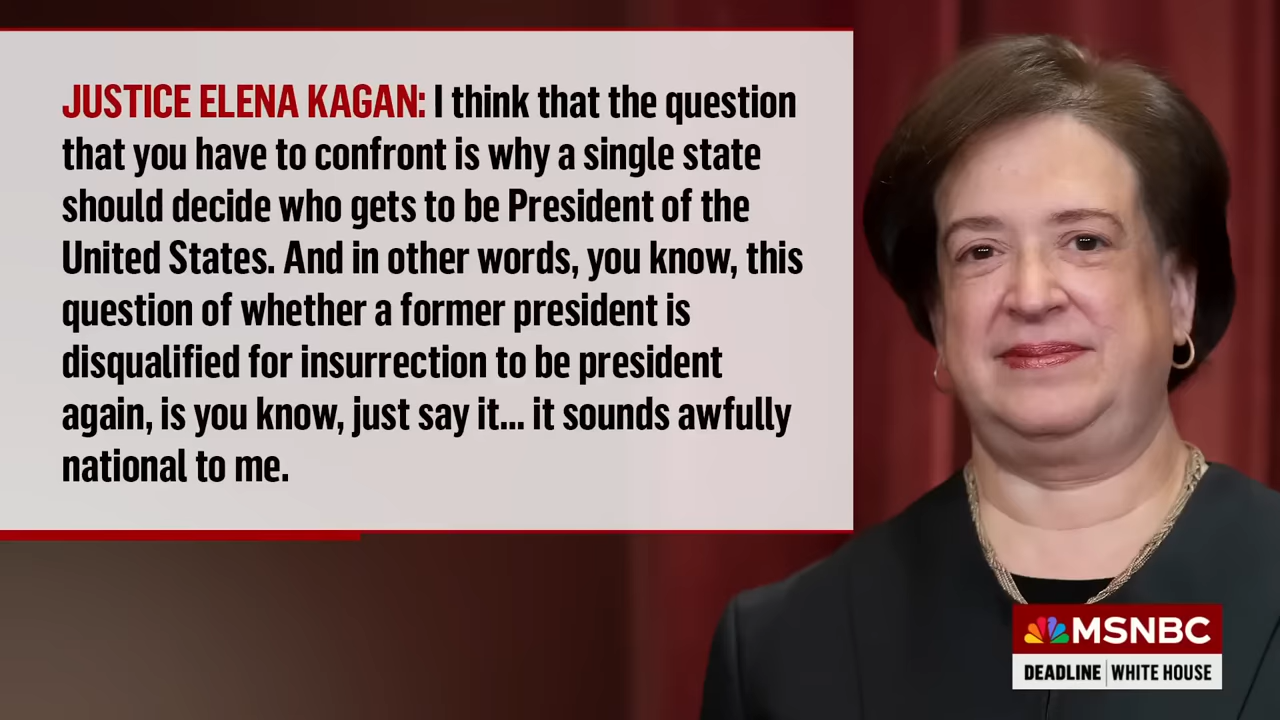 JUSTICE ELENA KAGAN: I think that the question
that you have to confront is why a single state
should decide who gets to be President of the
United States. And in other words, you know, this
question of whether a former president is
disqualified for insurrection to be president
again, is you know, just say it... it sounds awfully
national to me.
MSNBC
DEADLINE WHITE HOUSE